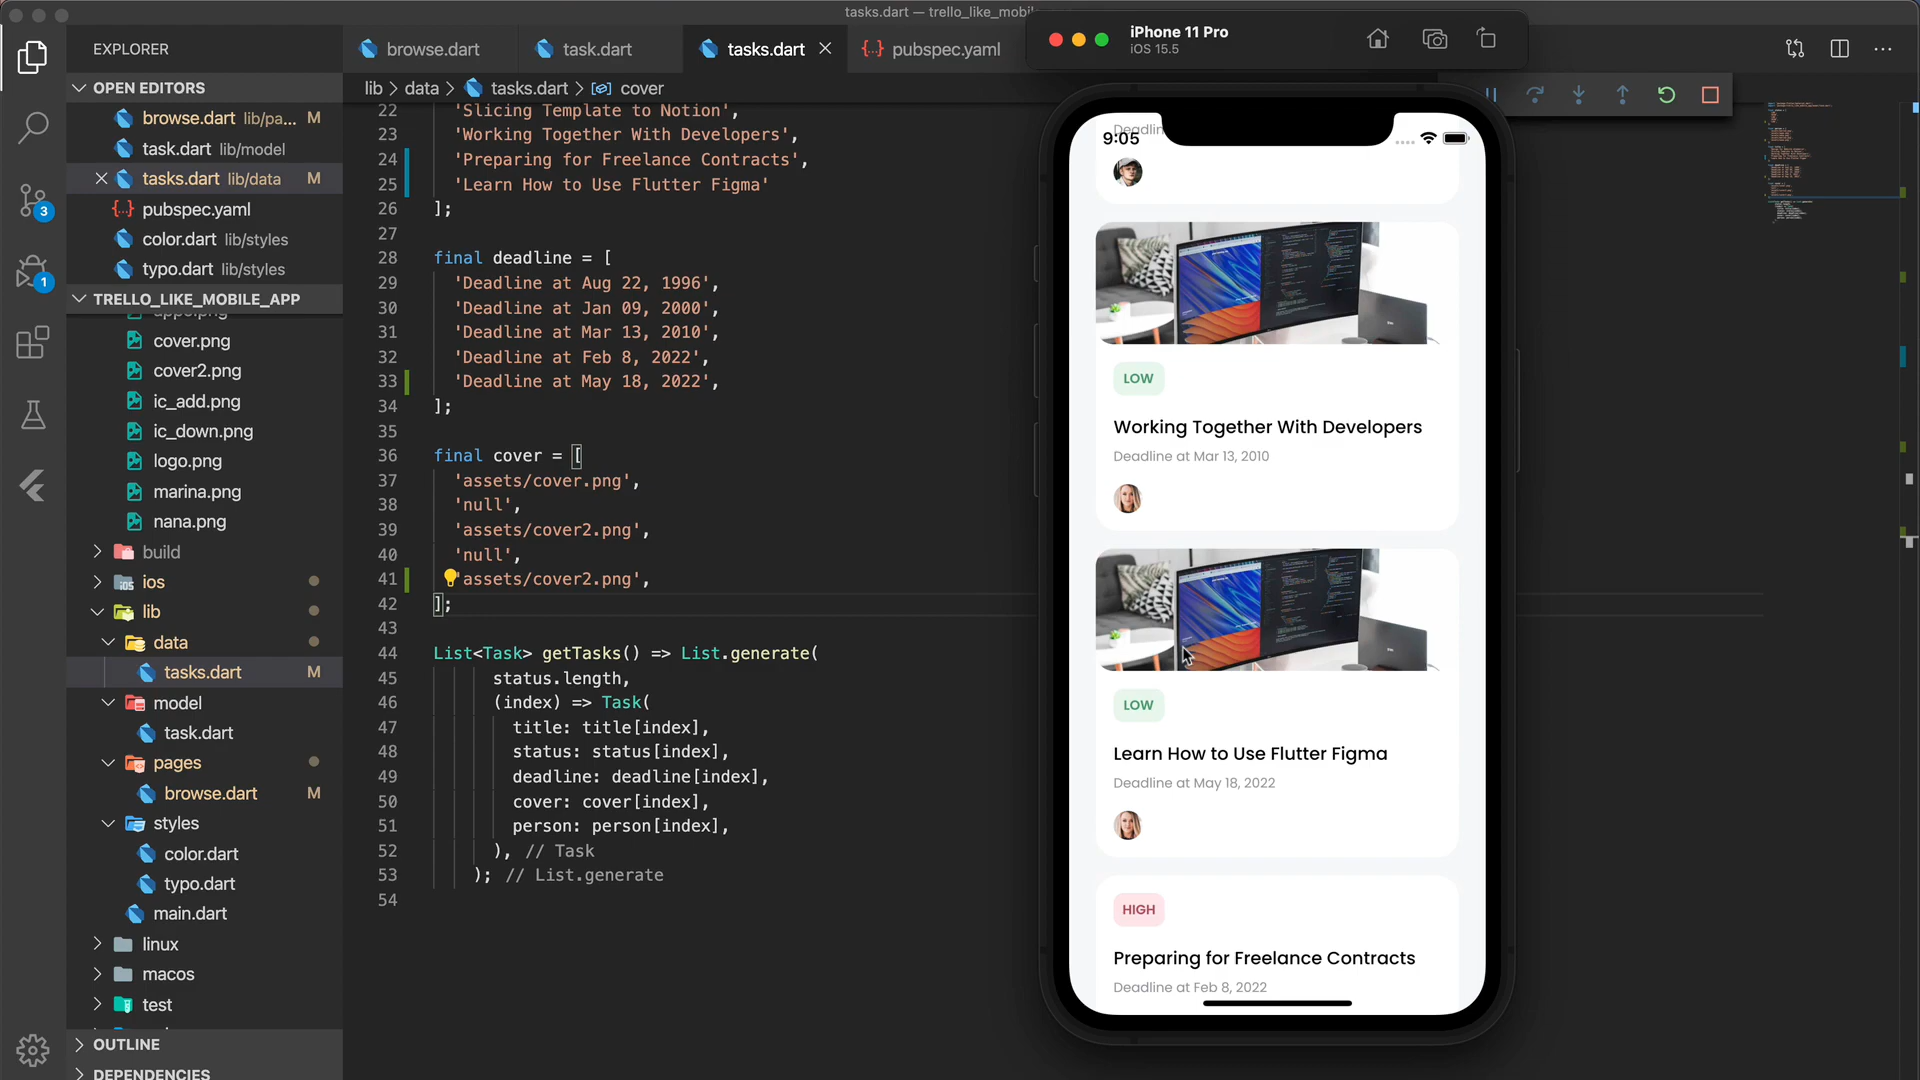 tasks.dart — trello_like_mobil
EXPLORER
browse.dart
task.dart
tasks.dart
pubspec.yaml
iPhone 11 Pro
iOS 15.5
OPEN EDITORS
browse.dart lib/pa... M
task.dart lib/model
tasks.dart lib/data M
pubspec.yaml
color.dart lib/styles
typo.dart lib/styles
TRELLO_LIKE_MOBILE_APP
cover.png
cover2.png
ic_add.png
ic_down.png
logo.png
marina.png
nana.png
build
ios
lib
data
tasks.dart M
model
task.dart
pages
browse.dart M
styles
color.dart
typo.dart
main.dart
linux
macos
test
OUTLINE
DEPENDENCIES
3
1
lib > data > tasks.dart > cover
22 'Slicing Template to Notion',
23 'Working Together With Developers',
24 'Preparing for Freelance Contracts',
25 'Learn How to Use Flutter Figma'
26 ];
27
28 final deadline = [
29 'Deadline at Aug 22, 1996',
30 'Deadline at Jan 09, 2000',
31 'Deadline at Mar 13, 2010',
32 'Deadline at Feb 8, 2022',
33 'Deadline at May 18, 2022',
34 ];
35
36 final cover = [
37 'assets/cover.png',
38 'null',
39 'assets/cover2.png',
40 'null',
41 assets/cover2.png',
42 ];
43
44 List<Task> getTasks() => List.generate(
45 status.length,
46 (index) => Task(
47 title: title[index],
48 status: status[index],
49 deadline: deadline[index],
50 cover: cover[index],
51 person: person[index],
52 ), // Task
53 ); // List.generate
54
Deadlin
9:05
LOW
Working Together With Developers
Deadline at Mar 13, 2010
LOW
Learn How to Use Flutter Figma
Deadline at May 18, 2022
HIGH
Preparing for Freelance Contracts
Deadline at Feb 8, 2022